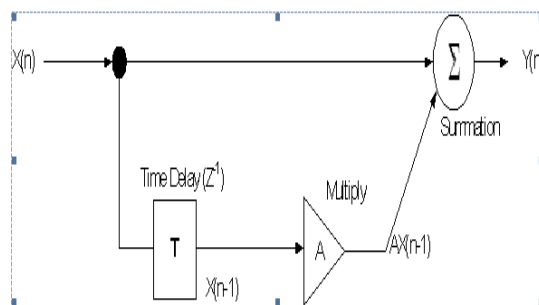 X(n)
Σ
Y(n
Summation
Time Delay (Z⁻¹)
Multiply
T
A
AX(n-1)
X(n-1)